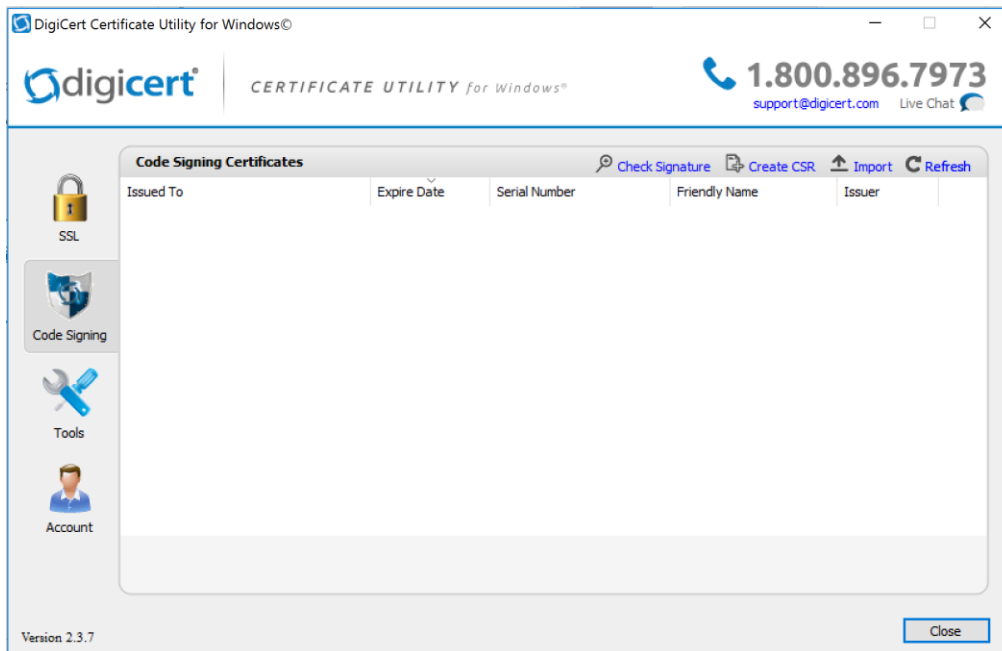 DigiCert Certificate Utility for Windows©
digicert® CERTIFICATE UTILITY for Windows® 1.800.896.7973
support@digicert.com Live Chat
Code Signing Certificates Check Signature Create CSR Import Refresh
Issued To Expire Date Serial Number Friendly Name Issuer
SSL
Code Signing
Tools
Account
Version 2.3.7 Close